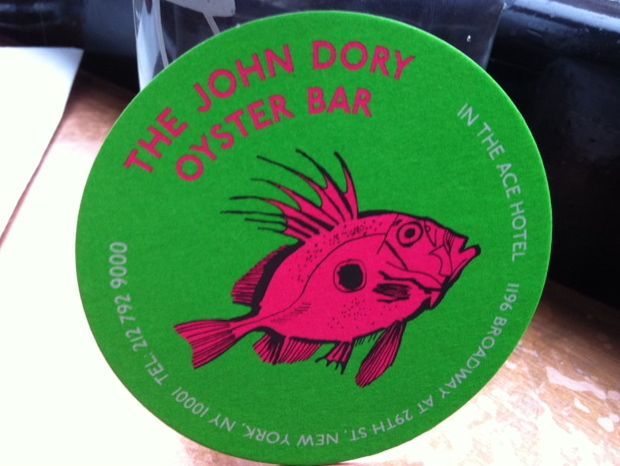 THE JOHN DORY
OYSTER BAR
IN THE ACE HOTEL 1196 BROADWAY AT 29TH ST. NEW YORK, NY 10001 TEL. 212 792 9000